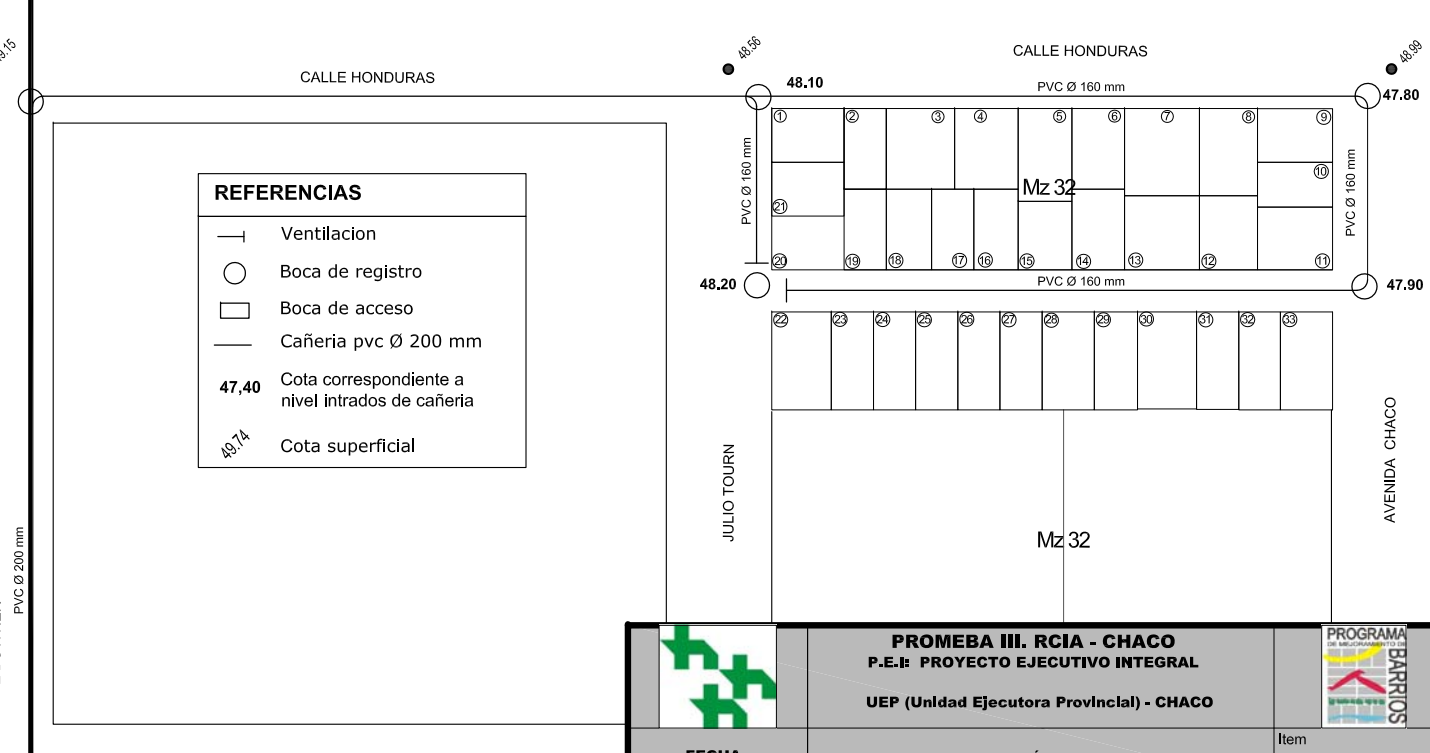 CALLE HONDURAS
48.56
CALLE HONDURAS
48.99
48.10
PVC Ø 160 mm
47.80
REFERENCIAS
Ventilacion
Boca de registro
Boca de acceso
Cañeria pvc Ø 200 mm
47,40 Cota correspondiente a
nivel intrados de cañeria
49.74 Cota superficial
PVC Ø 160 mm
1 2 3 4 5 6 7 8 9
10
Mz 32
21
PVC Ø 160 mm
20 19 18 17 16 15 14 13 12 11
48.20
PVC Ø 160 mm
47.90
22 23 24 25 26 27 28 29 30 31 32 33
JULIO TOURN
AVENIDA CHACO
Mz 32
PVC Ø 200 mm
PROMEBA III. RCIA - CHACO
P.E.I: PROYECTO EJECUTIVO INTEGRAL
UEP (Unidad Ejecutora Provincial) - CHACO
PROGRAMA
DE MEJORAMIENTO DE
BARRIOS
FECHA
Item